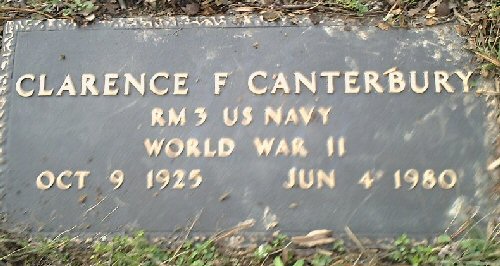 CLARENCE F CANTERBURY
RM3 US NAVY
WORLD WAR II
OCT 9 1925 JUN 4 1980